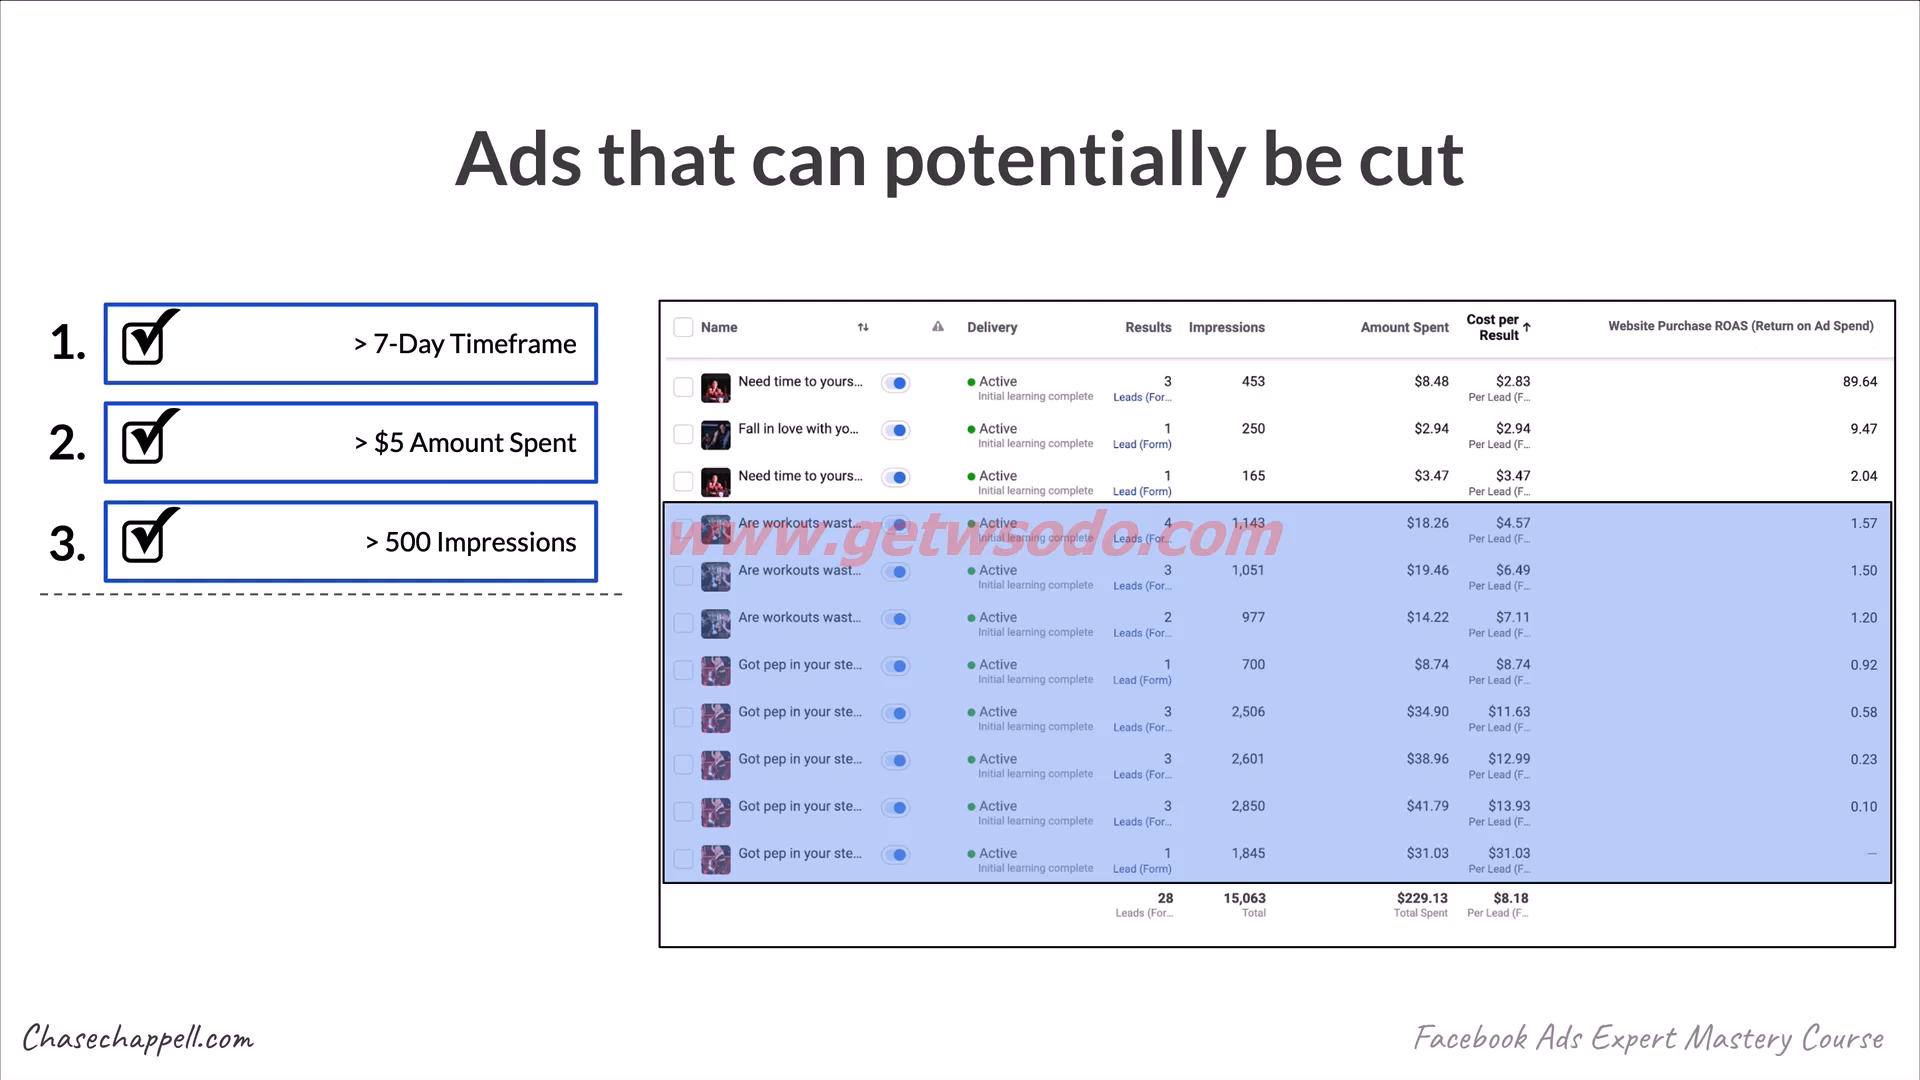 Ads that can potentially be cut
1. > 7-Day Timeframe
2. > $5 Amount Spent
3. > 500 Impressions
Name Delivery Results Impressions Amount Spent Cost per Result ↑ Website Purchase ROAS (Return on Ad Spend)
Need time to yours... Active 3 453 $8.48 $2.83 89.64
Initial learning complete Leads (For... Per Lead (F...
Fall in love with yo... Active 1 250 $2.94 $2.94 9.47
Initial learning complete Lead (Form) Per Lead (F...
Need time to yours... Active 1 165 $3.47 $3.47 2.04
Initial learning complete Lead (Form) Per Lead (F...
Are workouts wast... Active 4 1,143 $18.26 $4.57 1.57
Initial learning complete Leads (For... Per Lead (F...
www.getwsodo.com
Are workouts wast... Active 3 1,051 $19.46 $6.49 1.50
Initial learning complete Leads (For... Per Lead (F...
Are workouts wast... Active 2 977 $14.22 $7.11 1.20
Initial learning complete Leads (For... Per Lead (F...
Got pep in your ste... Active 1 700 $8.74 $8.74 0.92
Initial learning complete Lead (Form) Per Lead (F...
Got pep in your ste... Active 3 2,506 $34.90 $11.63 0.58
Initial learning complete Leads (For... Per Lead (F...
Got pep in your ste... Active 3 2,601 $38.96 $12.99 0.23
Initial learning complete Leads (For... Per Lead (F...
Got pep in your ste... Active 3 2,850 $41.79 $13.93 0.10
Initial learning complete Leads (For... Per Lead (F...
Got pep in your ste... Active 1 1,845 $31.03 $31.03 —
Initial learning complete Lead (Form) Per Lead (F...
28 15,063 $229.13 $8.18
Leads (For... Total Total Spent Per Lead (F...
Chasechappell.com
Facebook Ads Expert Mastery Course